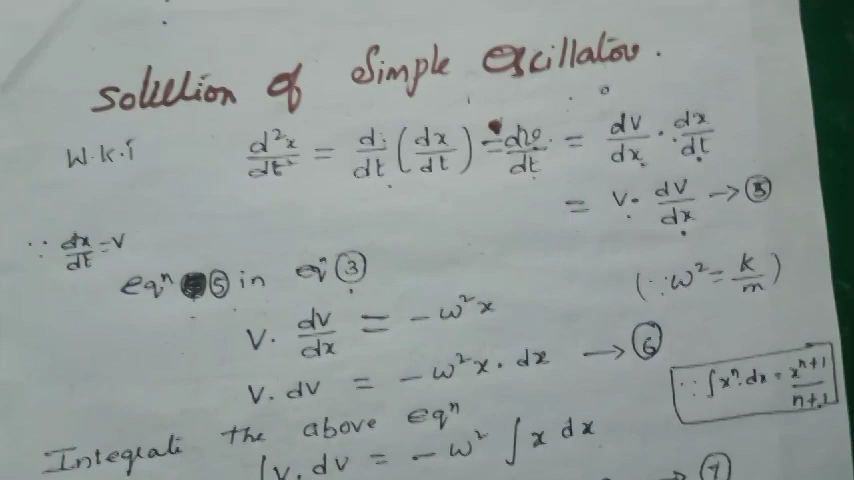 Solution of Simple Oscillator.
W.K.T d²x/dt² = d/dt (dx/dt) = dv/dt = dv/dx · dx/dt
= v · dv/dx → ⑤
∵ dx/dt = v
eqⁿ ⑤ in eqⁿ ③ (∵ ω² = k/m)
v · dv/dx = -ω²x
v · dv = -ω²x · dx → ⑥
∵ ∫xⁿ · dx = xⁿ⁺¹/n+1
Integrate the above eqⁿ
∫v · dv = -ω² ∫x dx
→ ⑦